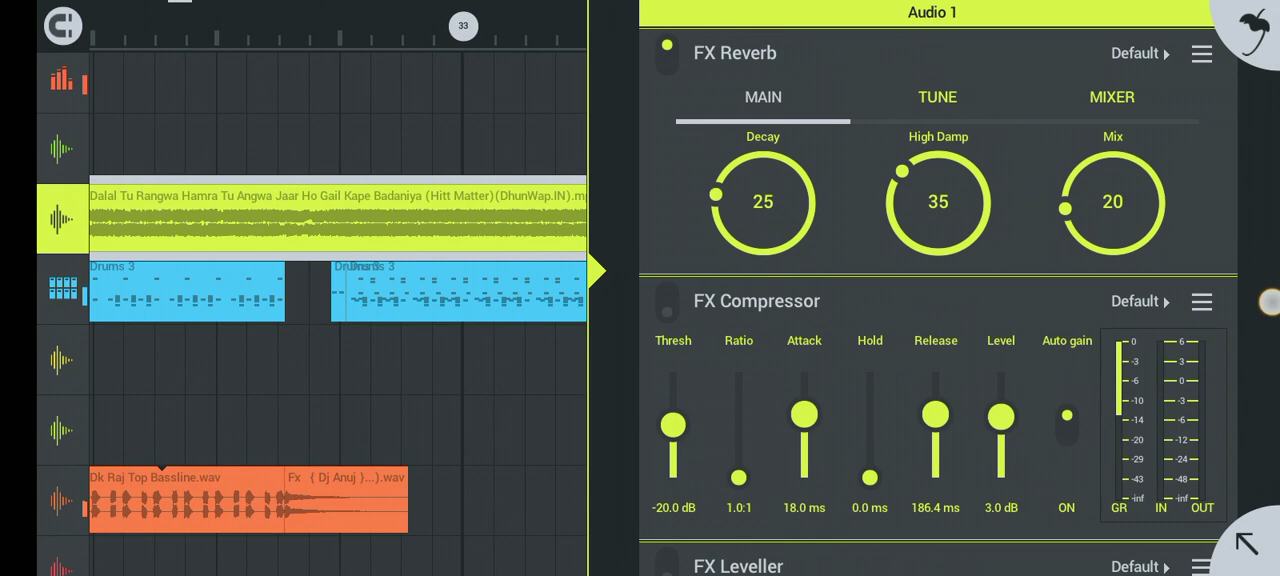 33
Dalal Tu Rangwa Hamra Tu Angwa Jaar Ho Gail Kape Badaniya (Hitt Matter)(DhunWap.IN).m
Drums 3
Drums 3
Dk Raj Top Bassline.wav
Fx { Dj Anuj }...).wav
Audio 1
FX Reverb
Default
MAIN
TUNE
MIXER
Decay
High Damp
Mix
25
35
20
FX Compressor
Default
Thresh
Ratio
Attack
Hold
Release
Level
Auto gain
0
-3
-6
-10
-14
-20
-29
-43
-inf
6
3
0
-3
-6
-12
-24
-48
-inf
-20.0 dB
1.0:1
18.0 ms
0.0 ms
186.4 ms
3.0 dB
ON
GR
IN
OUT
FX Leveller
Default